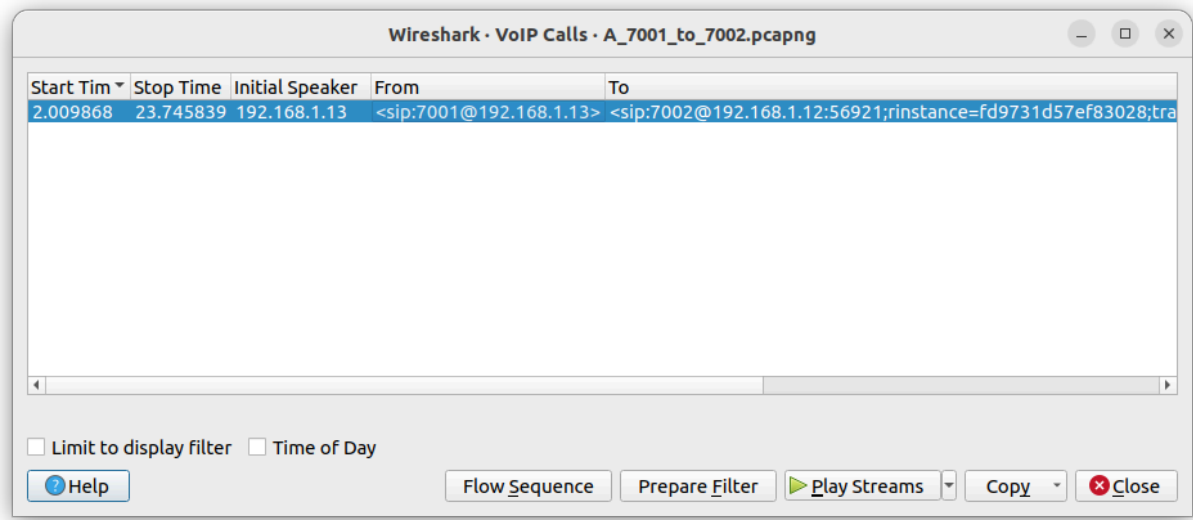 Wireshark · VoIP Calls · A_7001_to_7002.pcapng
Start Tim Stop Time Initial Speaker From To
2.009868 23.745839 192.168.1.13 <sip:7001@192.168.1.13> <sip:7002@192.168.1.12:56921;rinstance=fd9731d57ef83028;tra
Limit to display filter Time of Day
Help Flow Sequence Prepare Filter Play Streams Copy Close